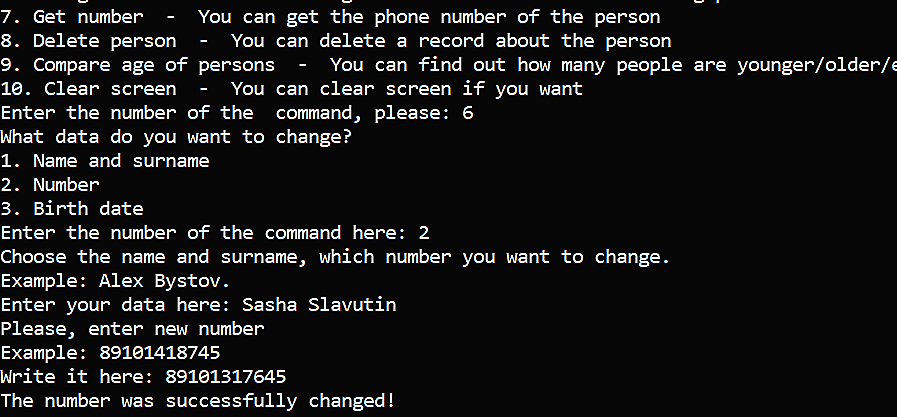 7. Get number  -  You can get the phone number of the person
8. Delete person  -  You can delete a record about the person
9. Compare age of persons  -  You can find out how many people are younger/older/
10. Clear screen  -  You can clear screen if you want
Enter the number of the  command, please: 6
What data do you want to change?
1. Name and surname
2. Number
3. Birth date
Enter the number of the command here: 2
Choose the name and surname, which number you want to change.
Example: Alex Bystov.
Enter your data here: Sasha Slavutin
Please, enter new number
Example: 89101418745
Write it here: 89101317645
The number was successfully changed!